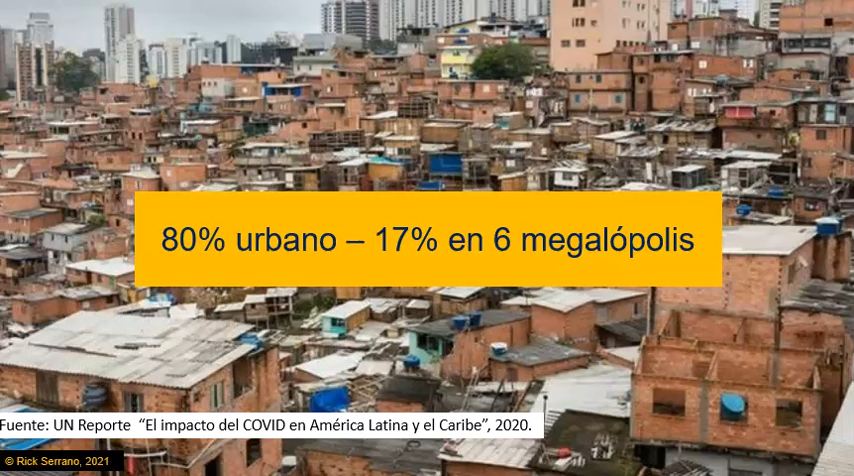 80% urbano – 17% en 6 megalópolis
Fuente: UN Reporte “El impacto del COVID en América Latina y el Caribe”, 2020.
© Rick Serrano, 2021